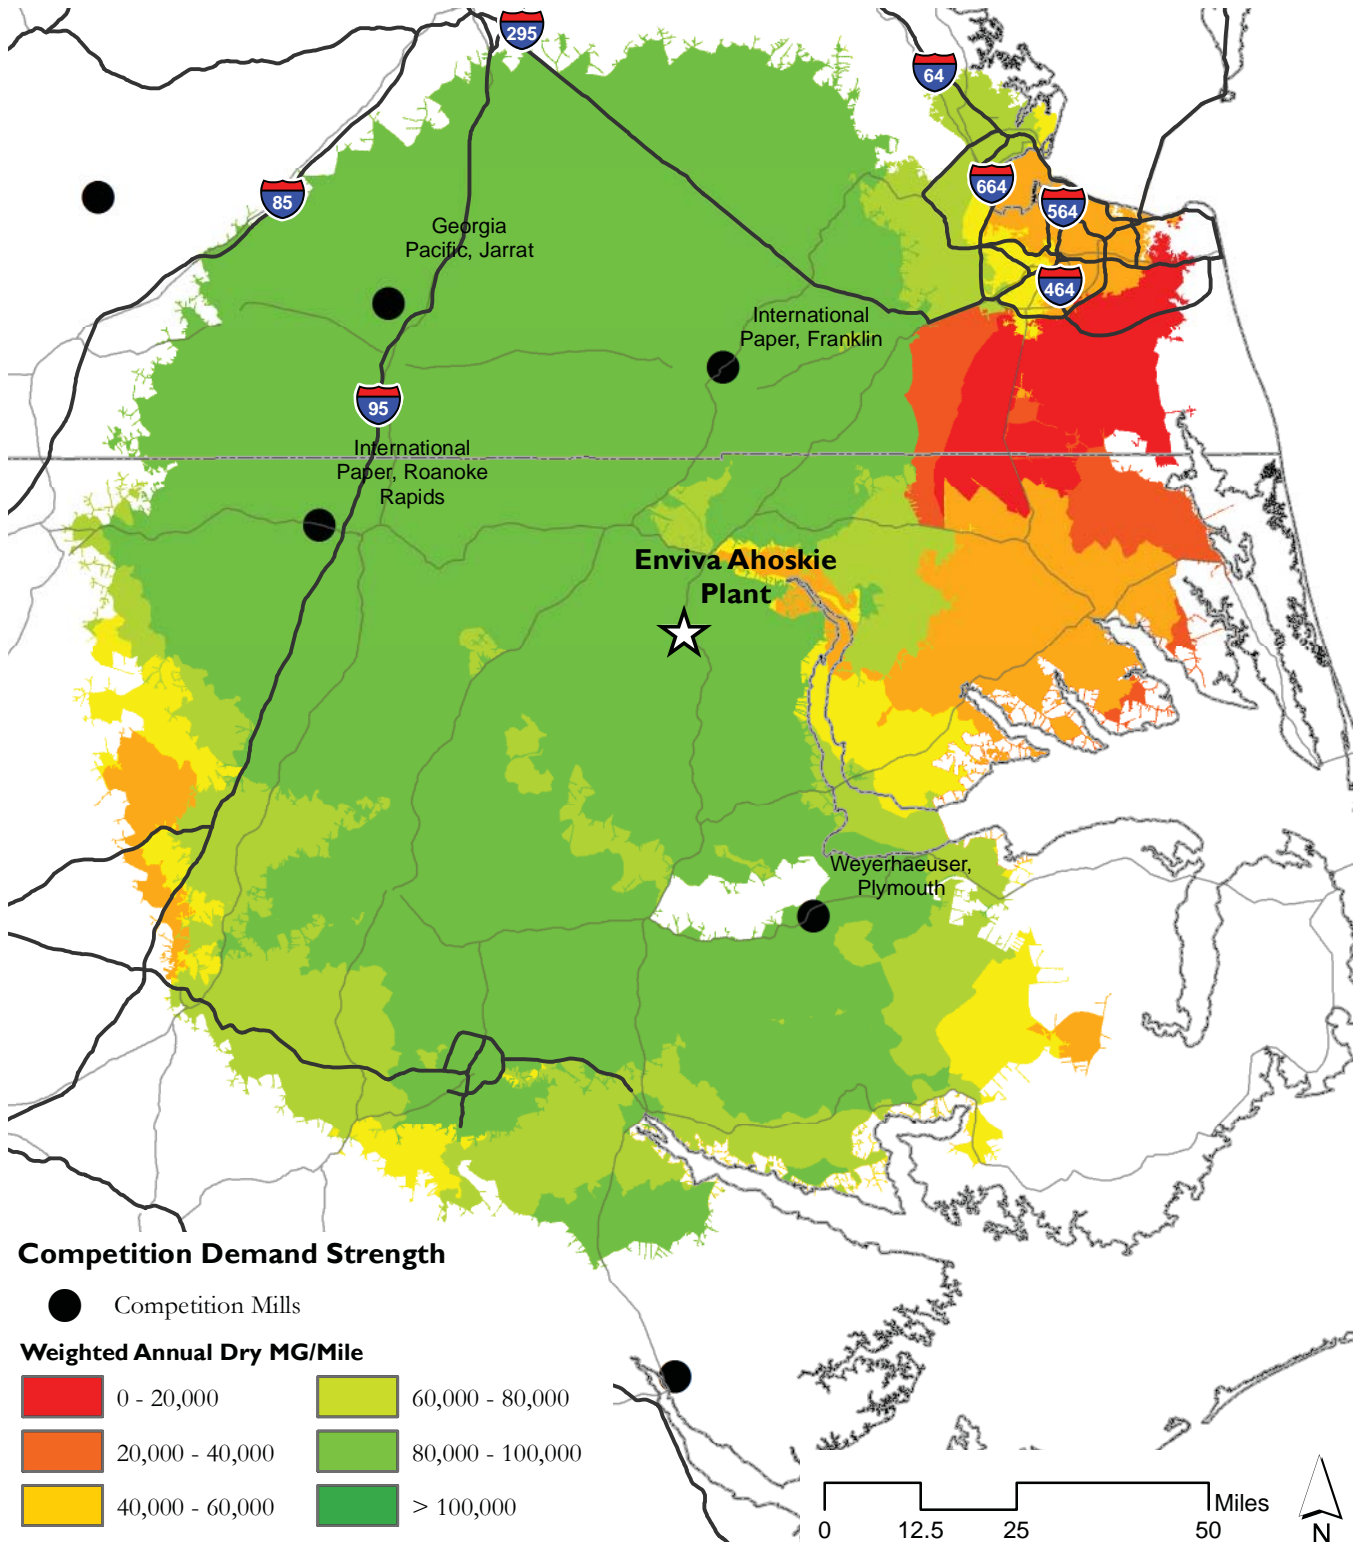 295
64
85
664
564
Georgia
Pacific, Jarrat
464
International
Paper, Franklin
95
International
Paper, Roanoke
Rapids
Enviva Ahoskie
Plant
Weyerhaeuser,
Plymouth
Competition Demand Strength
Competition Mills
Weighted Annual Dry MG/Mile
0 - 20,000
60,000 - 80,000
20,000 - 40,000
80,000 - 100,000
40,000 - 60,000
> 100,000
Miles
0 12.5 25 50
N